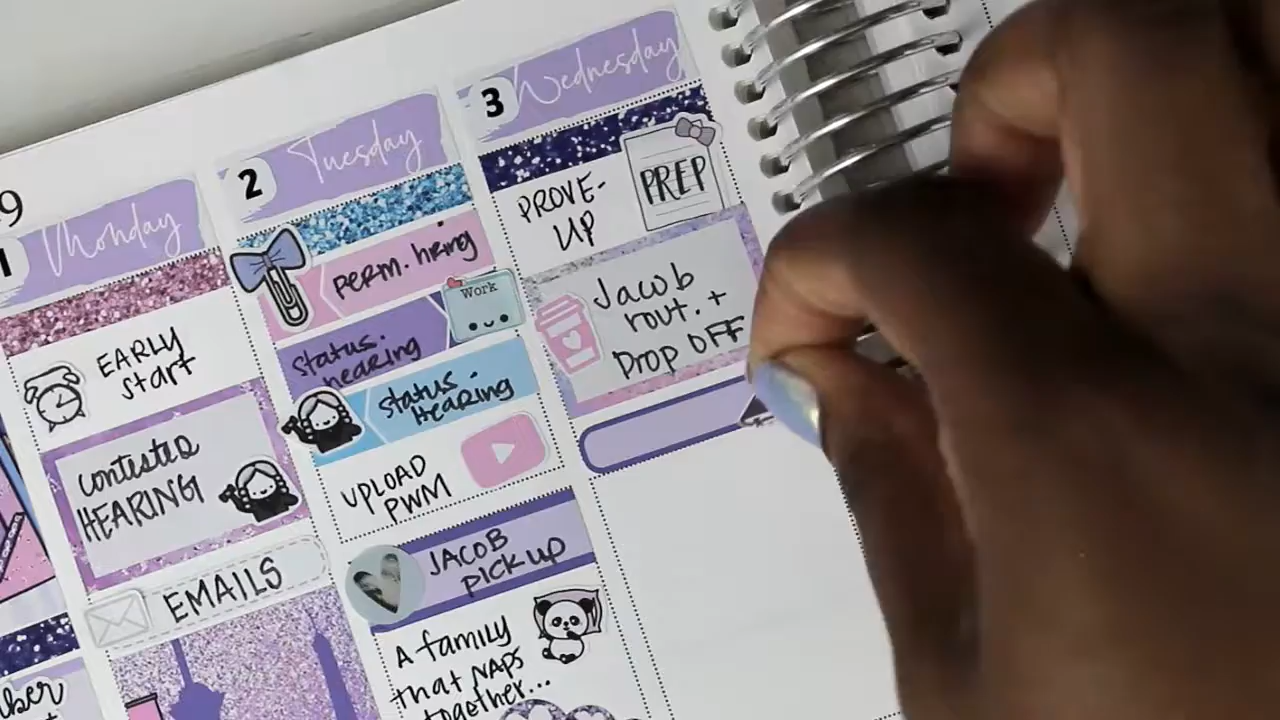 9
1 Monday
EARLY
start
CONTESTED
HEARING
EMAILS
2 Tuesday
PERM. hring
Work
Status.
hearing
Status.
Hearing
UPLOAD
PWM
JACOB
PICK UP
A family
that NAPS
together...
3 Wednesday
PROVE-
UP
PREP
Jacob
rout. +
Drop OFF